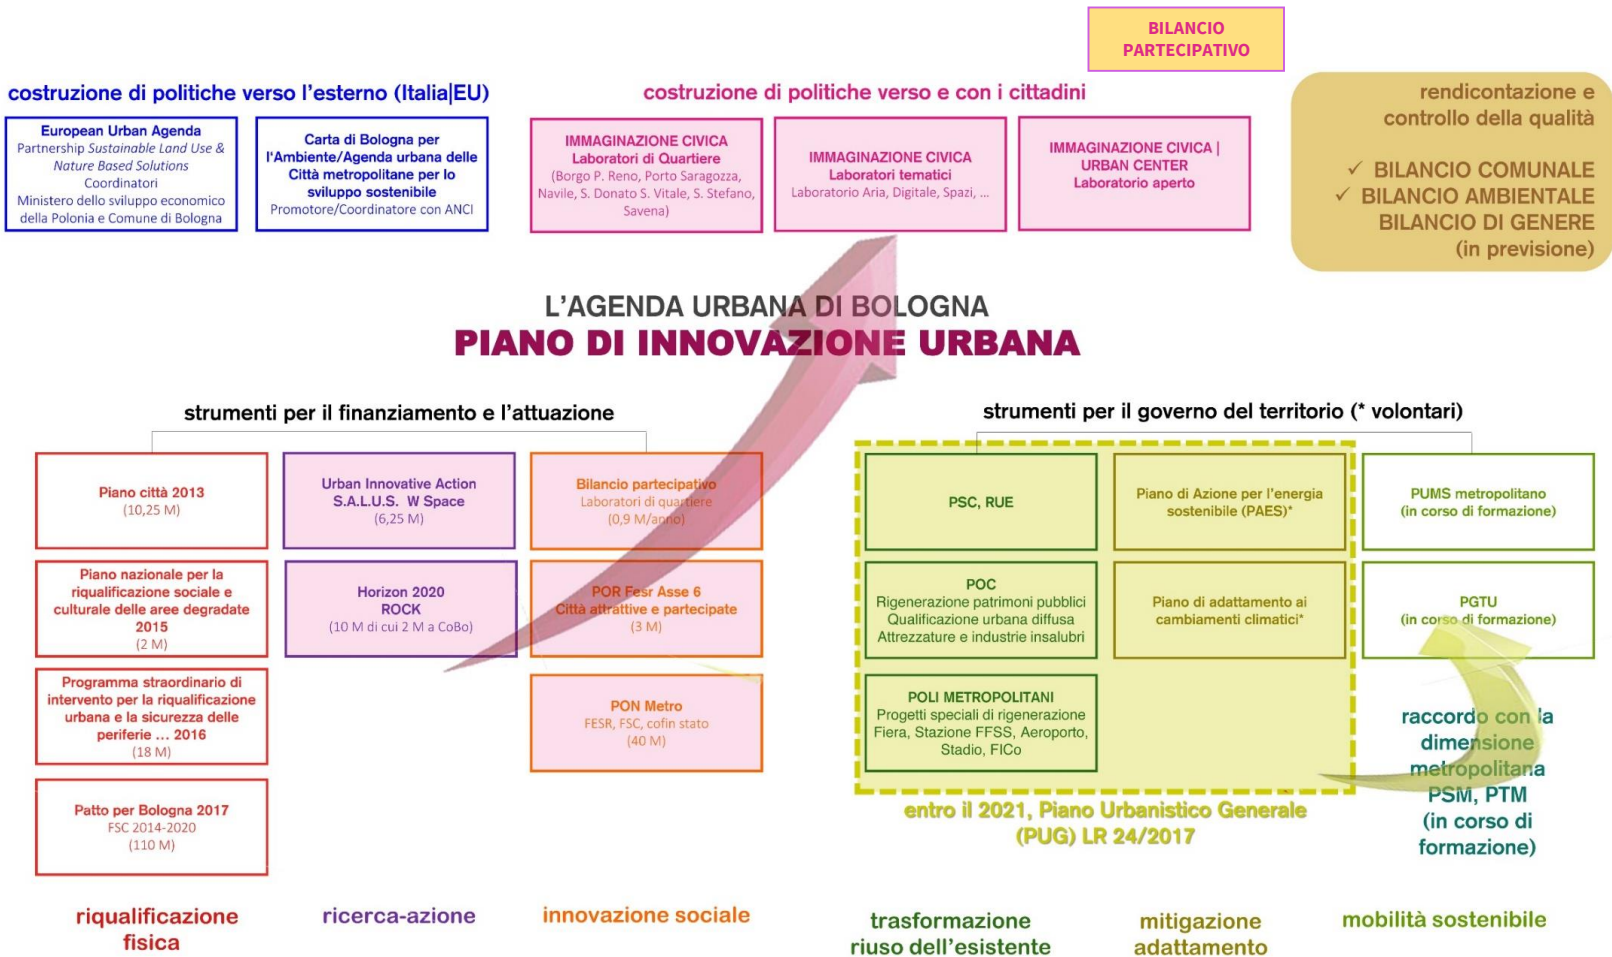 BILANCIO
PARTECIPATIVO
costruzione di politiche verso l'esterno (Italia|EU)
European Urban Agenda
Partnership Sustainable Land Use &
Nature Based Solutions
Coordinatori
Ministero dello sviluppo economico
della Polonia e Comune di Bologna
Carta di Bologna per
l'Ambiente/Agenda urbana delle
Città metropolitane per lo
sviluppo sostenibile
Promotore/Coordinatore con ANCI
costruzione di politiche verso e con i cittadini
IMMAGINAZIONE CIVICA
Laboratori di Quartiere
(Borgo P. Reno, Porto Saragozza,
Navile, S. Donato S. Vitale, S. Stefano,
Savena)
IMMAGINAZIONE CIVICA
Laboratori tematici
Laboratorio Aria, Digitale, Spazi, ...
IMMAGINAZIONE CIVICA |
URBAN CENTER
Laboratorio aperto
rendicontazione e
controllo della qualità
✓ BILANCIO COMUNALE
✓ BILANCIO AMBIENTALE
BILANCIO DI GENERE
(in previsione)
L'AGENDA URBANA DI BOLOGNA
PIANO DI INNOVAZIONE URBANA
strumenti per il finanziamento e l'attuazione
Piano città 2013
(10,25 M)
Piano nazionale per la
riqualificazione sociale e
culturale delle aree degradate
2015
(2 M)
Programma straordinario di
intervento per la riqualificazione
urbana e la sicurezza delle
periferie ... 2016
(18 M)
Patto per Bologna 2017
FSC 2014-2020
(110 M)
riqualificazione
fisica
Urban Innovative Action
S.A.L.U.S. W Space
(6,25 M)
Horizon 2020
ROCK
(10 M di cui 2 M a CoBo)
ricerca-azione
Bilancio partecipativo
Laboratori di quartiere
(0,9 M/anno)
POR Fesr Asse 6
Città attrattive e partecipate
(3 M)
PON Metro
FESR, FSC, cofin stato
(40 M)
innovazione sociale
strumenti per il governo del territorio (* volontari)
PSC, RUE
POC
Rigenerazione patrimoni pubblici
Qualificazione urbana diffusa
Attrezzature e industrie insalubri
POLI METROPOLITANI
Progetti speciali di rigenerazione
Fiera, Stazione FFSS, Aeroporto,
Stadio, FICo
Piano di Azione per l'energia
sostenibile (PAES)*
Piano di adattamento ai
cambiamenti climatici*
entro il 2021, Piano Urbanistico Generale
(PUG) LR 24/2017
trasformazione
riuso dell'esistente
mitigazione
adattamento
PUMS metropolitano
(in corso di formazione)
PGTU
(in corso di formazione)
raccordo con la
dimensione
metropolitana
PSM, PTM
(in corso di
formazione)
mobilità sostenibile